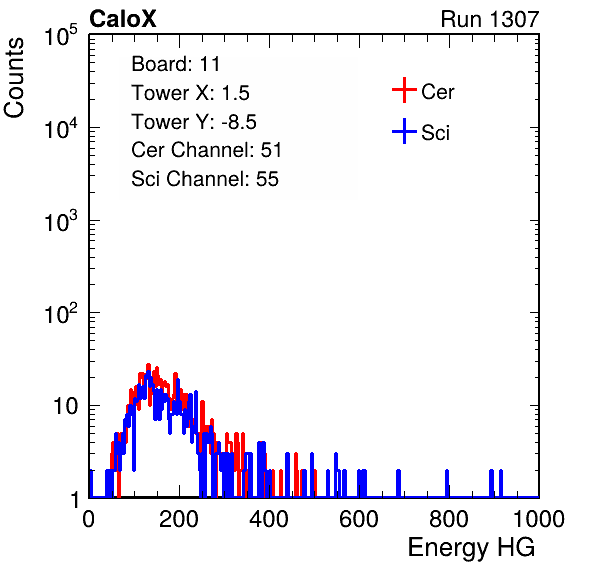 CaloX Run 1307
Counts
10^5
10^4
10^3
10^2
10
1
Board: 11
Tower X: 1.5
Tower Y: -8.5
Cer Channel: 51
Sci Channel: 55
Cer
Sci
0 200 400 600 800 1000
Energy HG